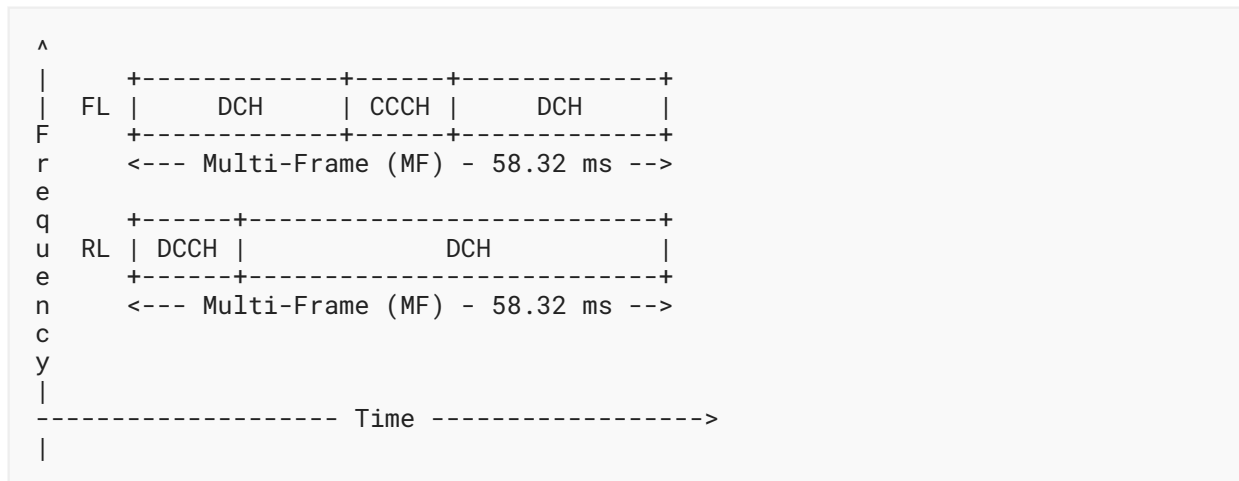 ^
|     +-------------+------+-------------+
|  FL |     DCH     | CCCH |     DCH     |
F     +-------------+------+-------------+
r     <--- Multi-Frame (MF) - 58.32 ms -->
e
q     +------+---------------------------+
u  RL | DCCH |             DCH           |
e     +------+---------------------------+
n     <--- Multi-Frame (MF) - 58.32 ms -->
c
y
|
-------------------- Time ------------------>
|